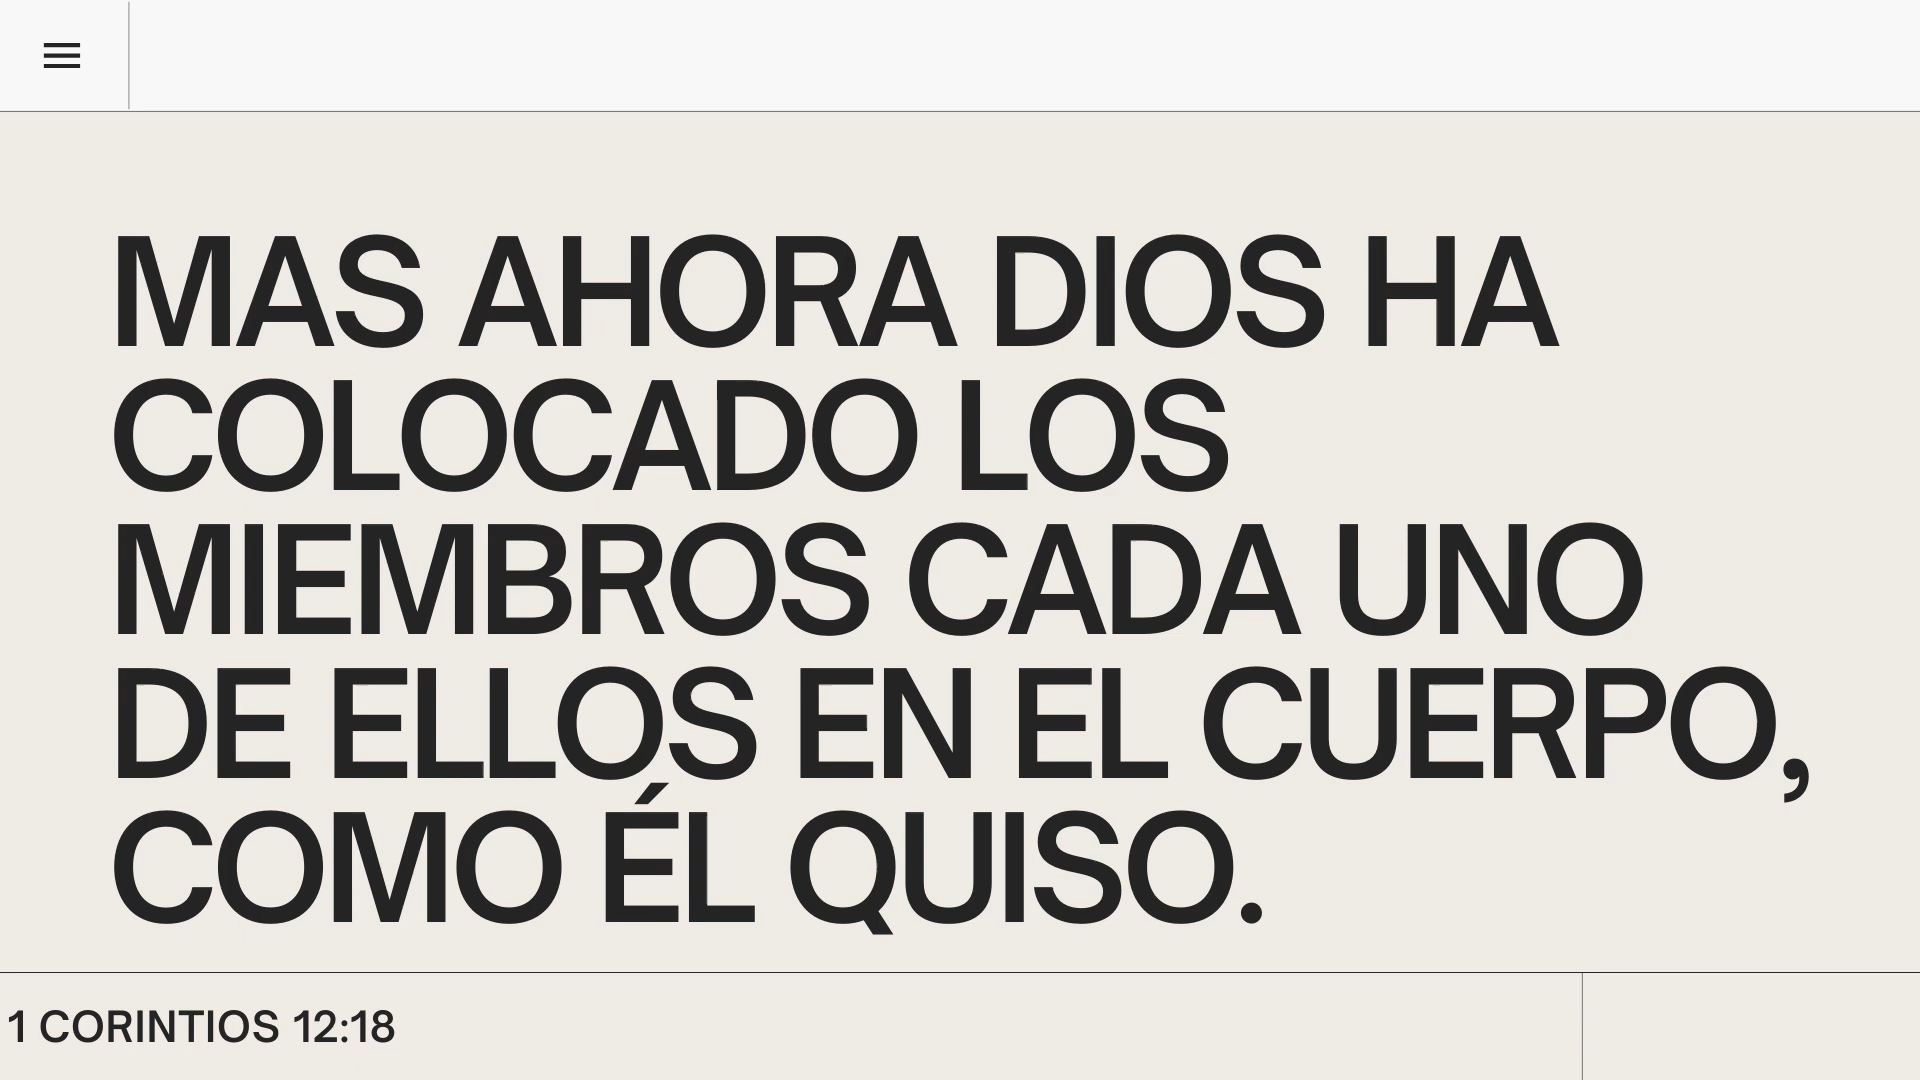 MAS AHORA DIOS HA
COLOCADO LOS
MIEMBROS CADA UNO
DE ELLOS EN EL CUERPO,
COMO ÉL QUISO.
1 CORINTIOS 12:18